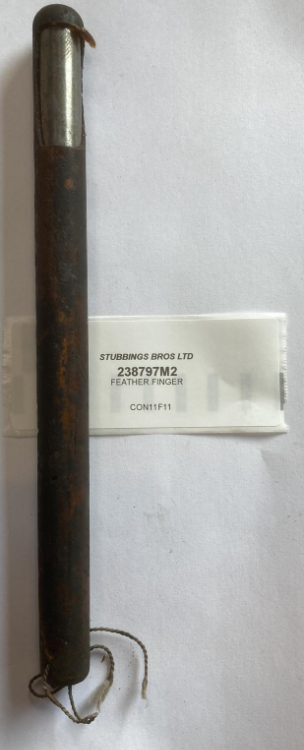 STUBBINGS BROS LTD
238797M2
FEATHER FINGER
CON11F11